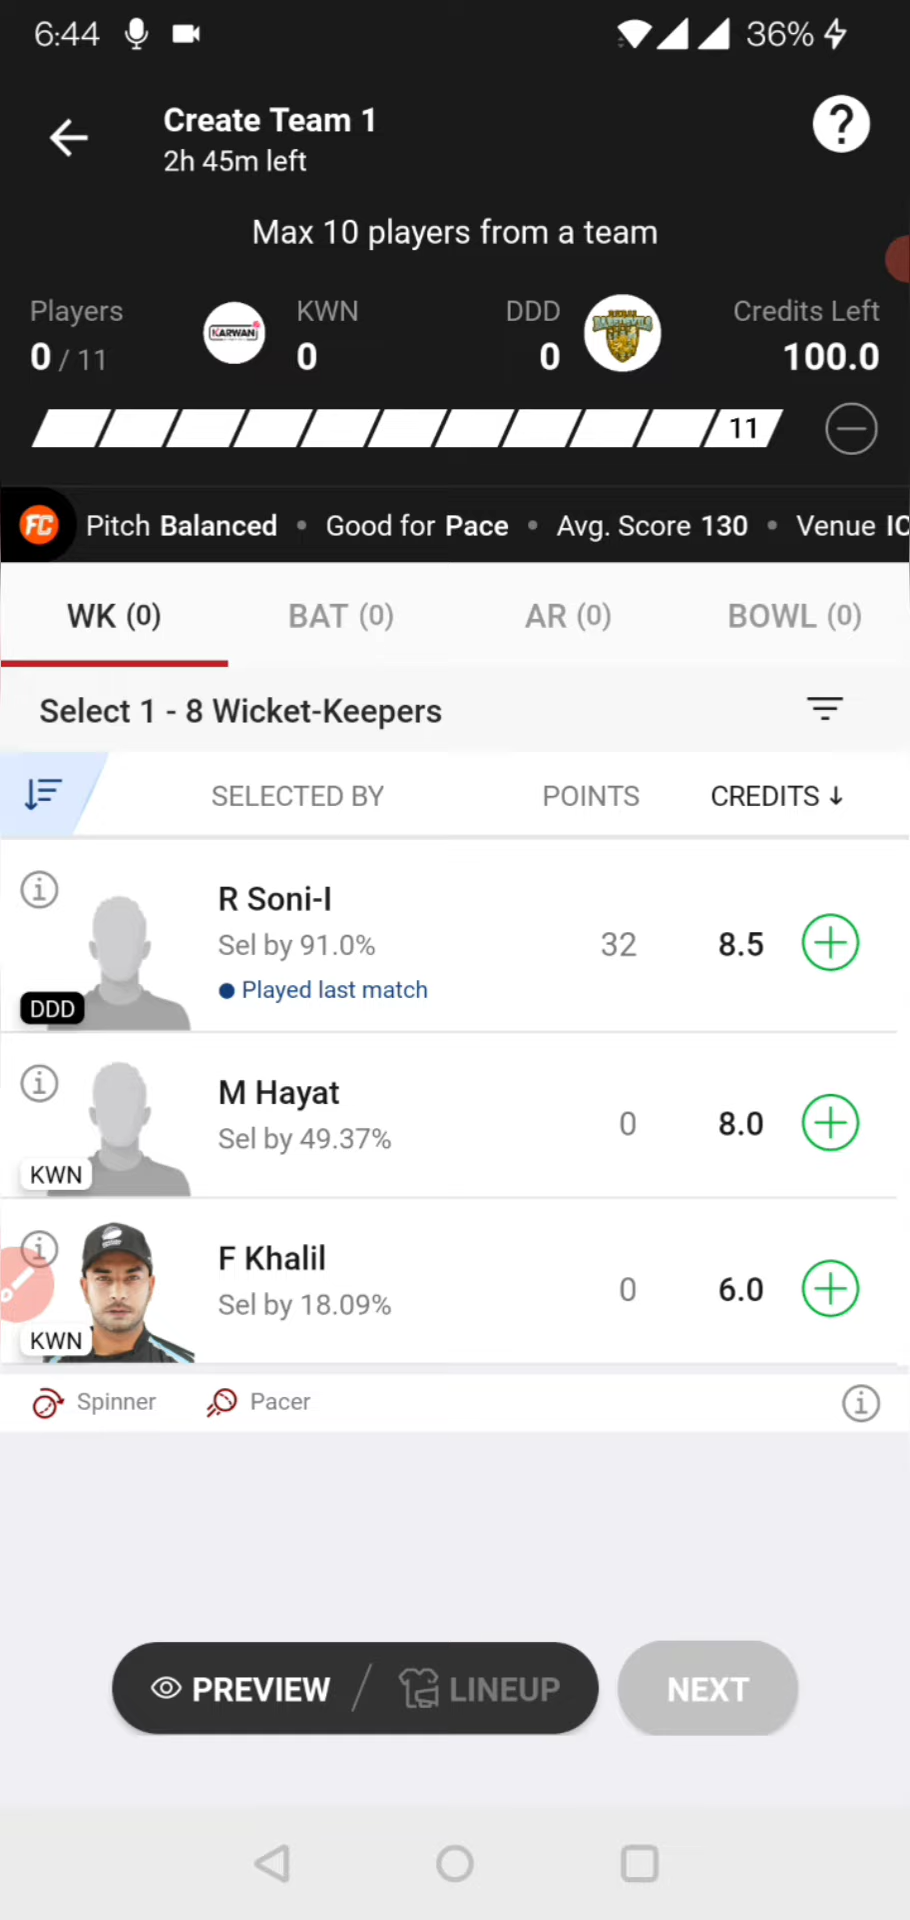 6:44 36%
Create Team 1
2h 45m left
Max 10 players from a team
Players KWN DDD Credits Left
0 / 11 KARWAN 0 0 100.0
11
FC Pitch Balanced • Good for Pace • Avg. Score 130 • Venue IC
WK (0) BAT (0) AR (0) BOWL (0)
Select 1 - 8 Wicket-Keepers
SELECTED BY POINTS CREDITS ↓
R Soni-I
Sel by 91.0% 32 8.5
Played last match
DDD
M Hayat
Sel by 49.37% 0 8.0
KWN
F Khalil
Sel by 18.09% 0 6.0
KWN
Spinner Pacer
PREVIEW / LINEUP NEXT